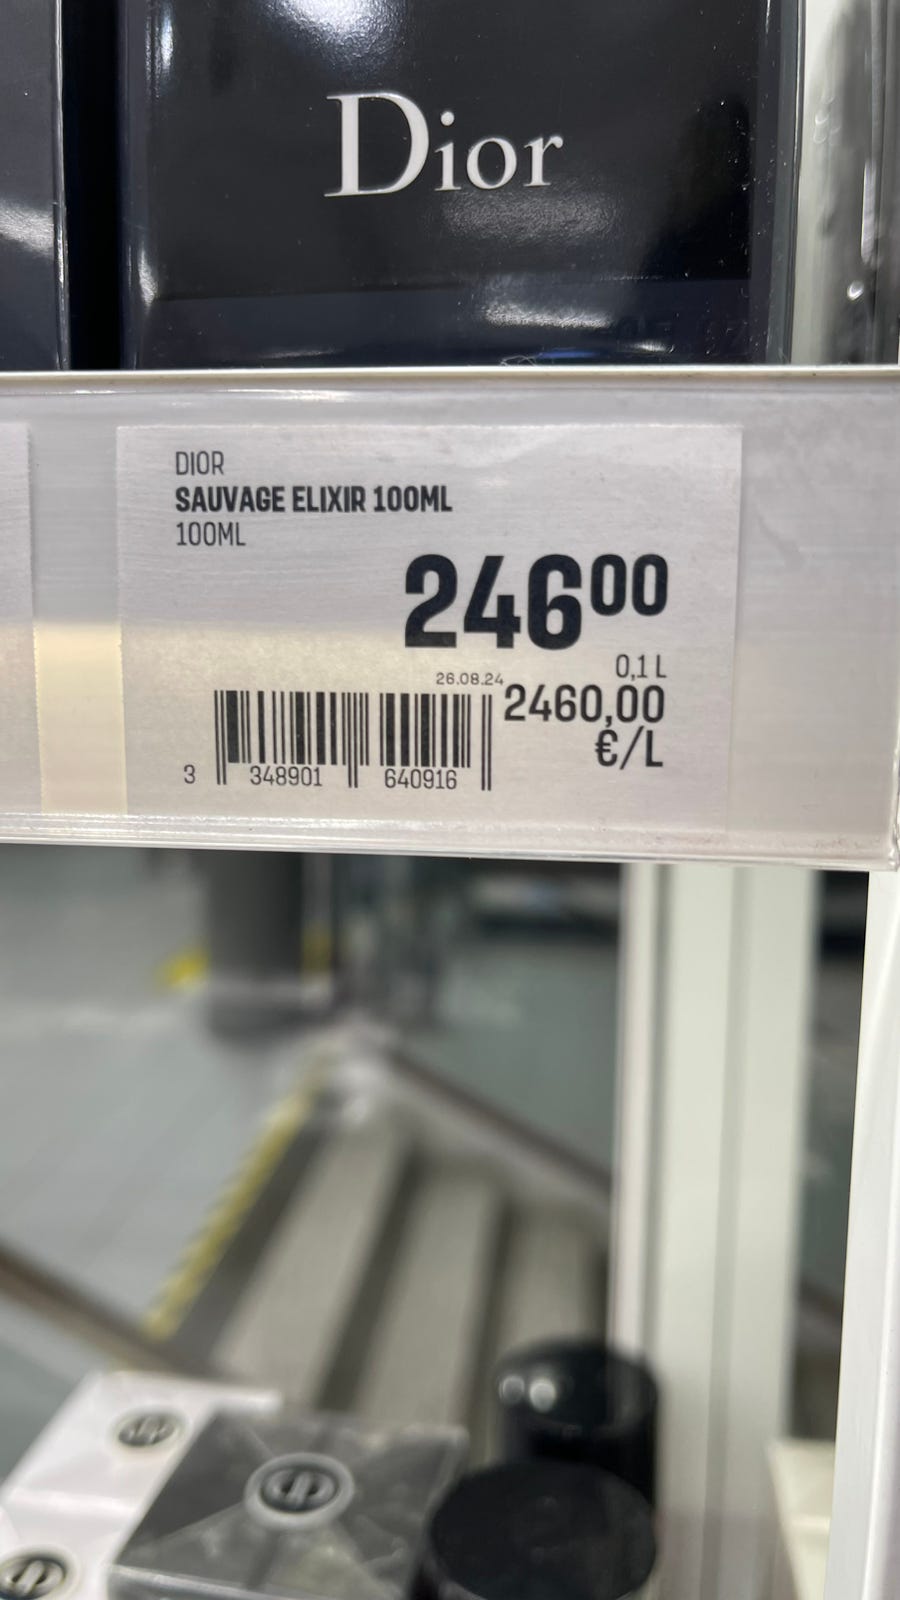 Dior
DIOR
SAUVAGE ELIXIR 100ML
100ML
24600
0,1 L
26.08.24
2460,00
€/L
3 348901 640916